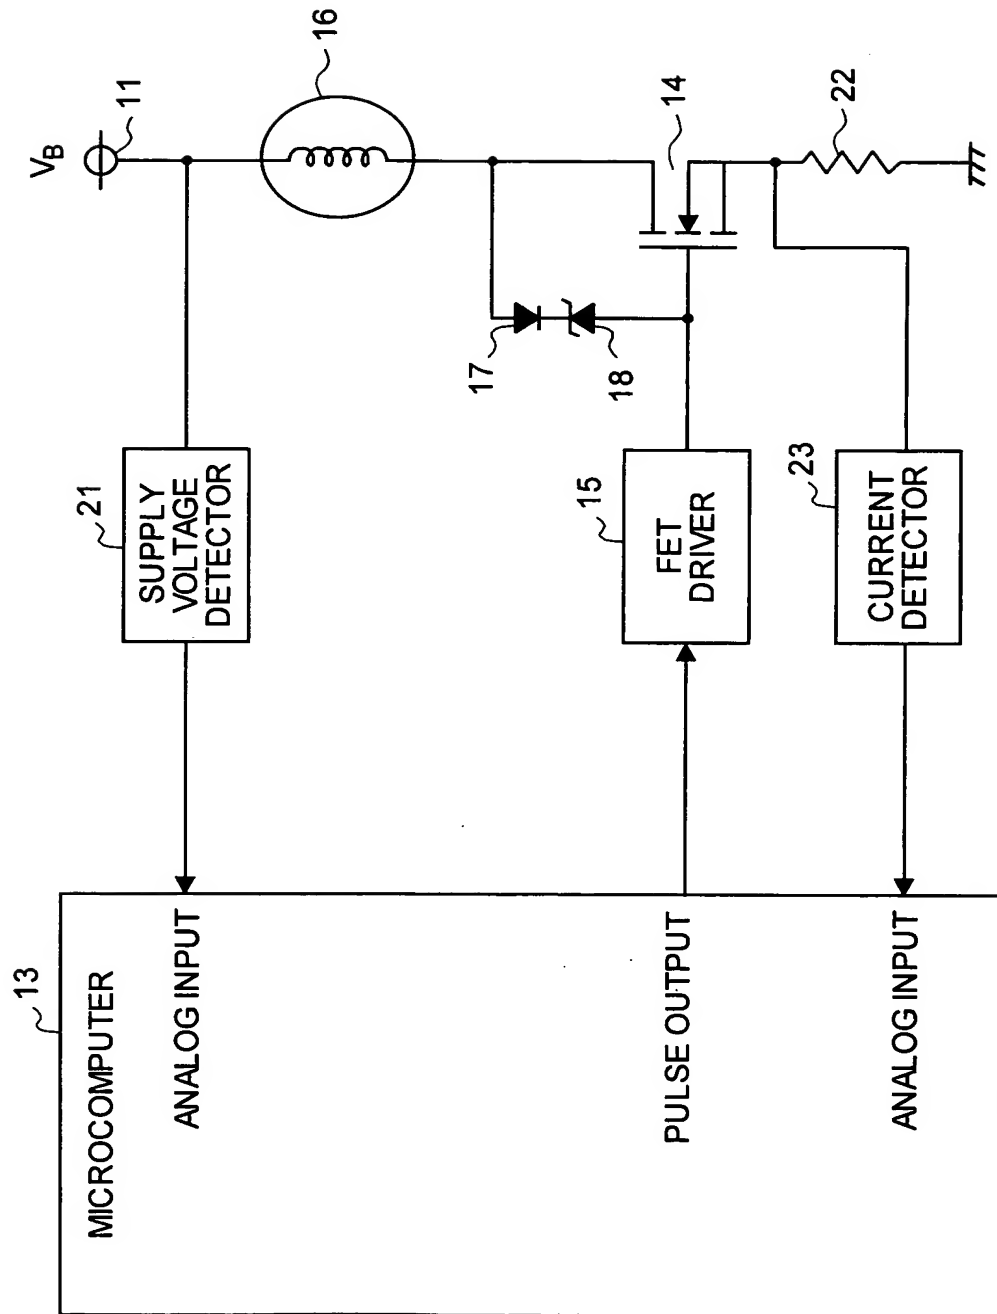 MICROCOMPUTER
13
ANALOG INPUT
PULSE OUTPUT
ANALOG INPUT
21
SUPPLY
VOLTAGE
DETECTOR
15
FET
DRIVER
23
CURRENT
DETECTOR
17
18
VB
11
16
14
22